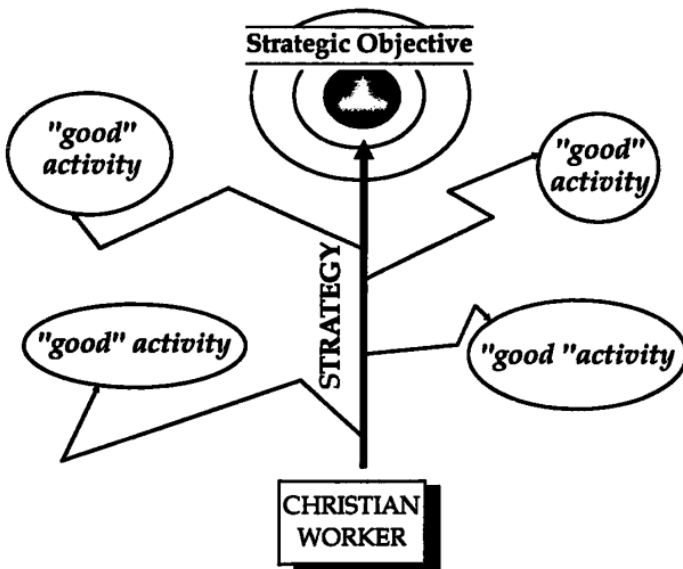 Strategic Objective
"good"
activity
"good"
activity
STRATEGY
"good" activity
"good "activity
CHRISTIAN
WORKER